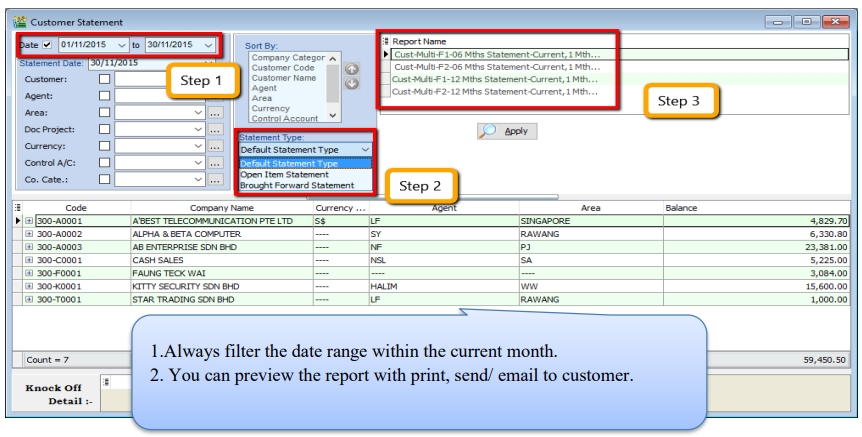 Customer Statement
Date 01/11/2015 to 30/11/2015
Statement Date: 30/11/2015
Customer:
Agent:
Area:
Doc Project:
Currency:
Control A/C:
Co. Cate.:
Step 1
Sort By:
Company Categor
Customer Code
Customer Name
Agent
Area
Currency
Control Account
Statement Type:
Default Statement Type
Default Statement Type
Open Item Statement
Brought Forward Statement
Step 2
Report Name
Cust-Multi-F1-06 Mths Statement-Current,1 Mth...
Cust-Multi-F2-06 Mths Statement-Current,1 Mth...
Cust-Multi-F1-12 Mths Statement-Current,1 Mth...
Cust-Multi-F2-12 Mths Statement-Current,1 Mth...
Step 3
Apply
Code Company Name Currency ... Agent Area Balance
300-A0001 A'BEST TELECOMMUNICATION PTE LTD S$ LF SINGAPORE 4,829.70
300-A0002 ALPHA & BETA COMPUTER ---- SY RAWANG 6,330.80
300-A0003 AB ENTERPRISE SDN BHD ---- NF PJ 23,381.00
300-C0001 CASH SALES ---- NSL SA 5,225.00
300-F0001 FAUNG TECK WAI ---- ---- ---- 3,084.00
300-K0001 KITTY SECURITY SDN BHD ---- HALIM WW 15,600.00
300-T0001 STAR TRADING SDN BHD ---- LF RAWANG 1,000.00
Count = 7 59,450.50
1.Always filter the date range within the current month.
2. You can preview the report with print, send/ email to customer.
Knock Off
Detail :-